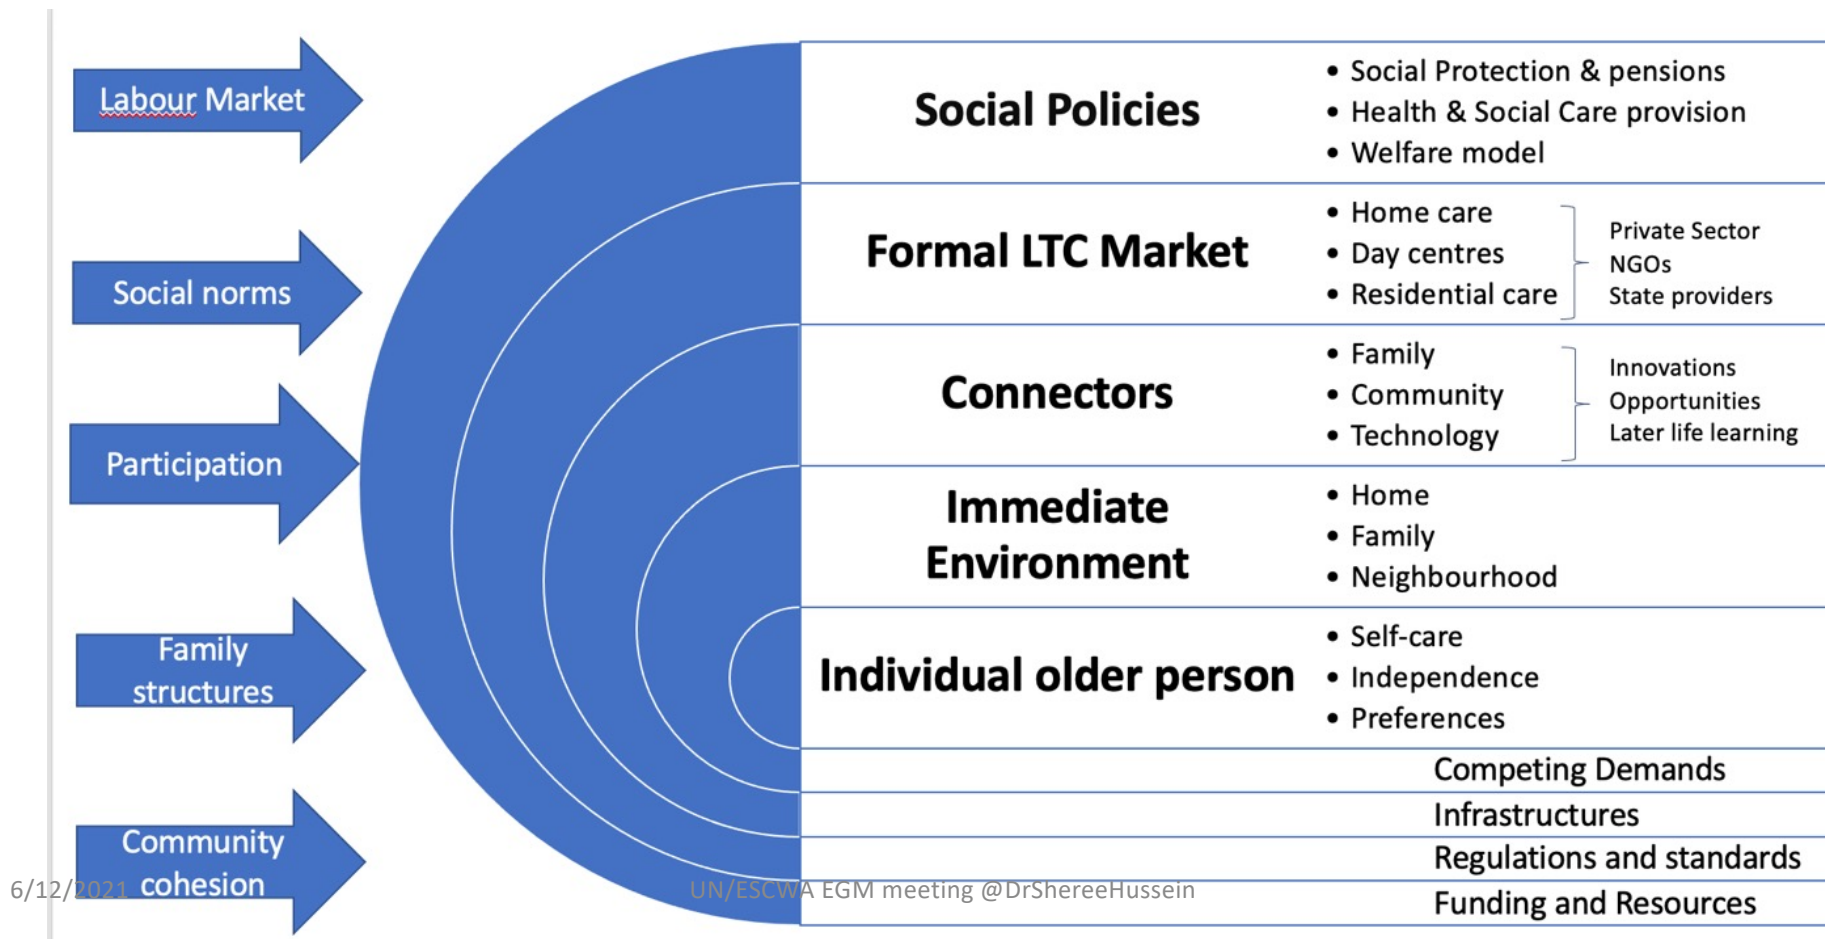 Labour Market
Social norms
Participation
Family
structures
Community
cohesion
Social Policies
• Social Protection & pensions
• Health & Social Care provision
• Welfare model
Formal LTC Market
• Home care
• Day centres
• Residential care
Private Sector
NGOs
State providers
Connectors
• Family
• Community
• Technology
Innovations
Opportunities
Later life learning
Immediate
Environment
• Home
• Family
• Neighbourhood
Individual older person
• Self-care
• Independence
• Preferences
Competing Demands
Infrastructures
Regulations and standards
Funding and Resources
6/12/2021
UN/ESCWA EGM meeting @DrShereeHussein